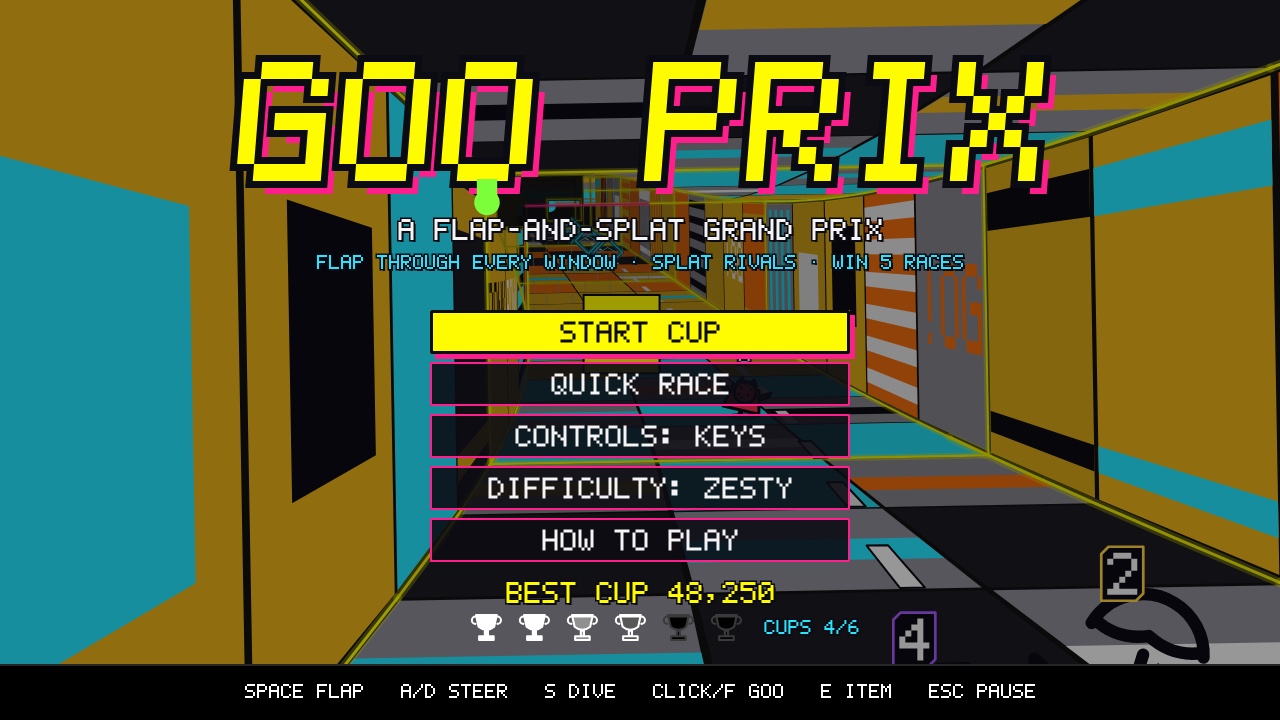 GOO PRIX
A FLAP-AND-SPLAT GRAND PRIX
FLAP THROUGH EVERY WINDOW · SPLAT RIVALS · WIN 5 RACES
START CUP
QUICK RACE
CONTROLS: KEYS
DIFFICULTY: ZESTY
HOW TO PLAY
2
BEST CUP 48,250
CUPS 4/6
4
SPACE FLAP A/D STEER S DIVE CLICK/F GOO E ITEM ESC PAUSE